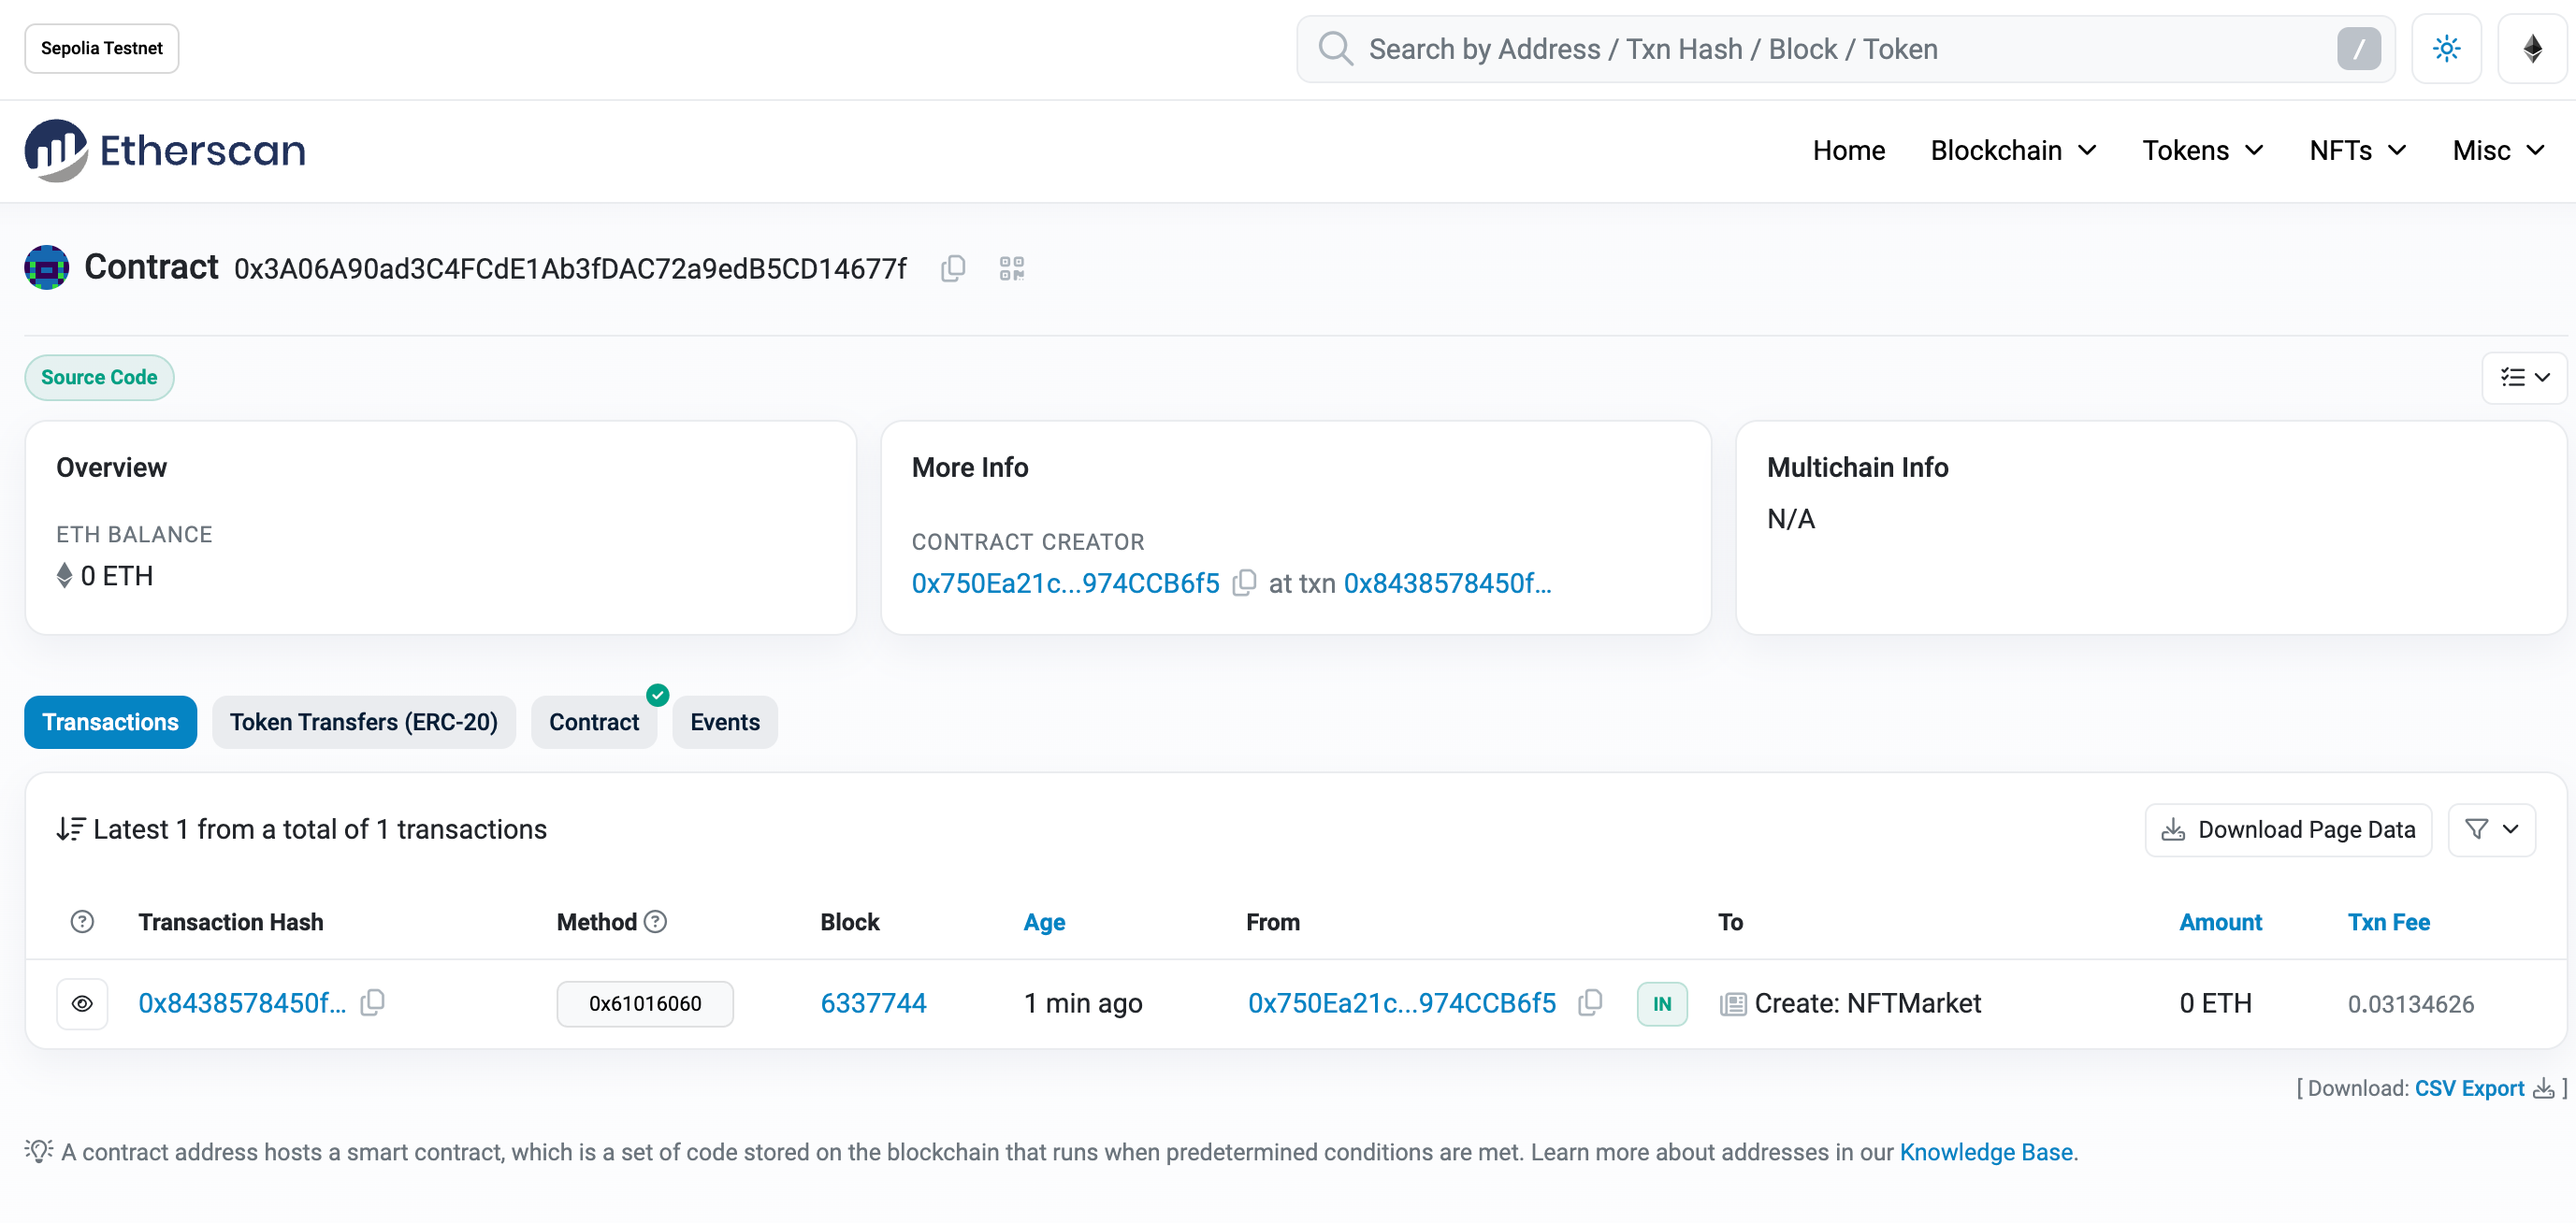 Sepolia Testnet
Search by Address / Txn Hash / Block / Token
/
Etherscan
Home Blockchain Tokens NFTs Misc
Contract 0x3A06A90ad3C4FCdE1Ab3fDAC72a9edB5CD14677f
Source Code
Overview
ETH BALANCE
0 ETH
More Info
CONTRACT CREATOR
0x750Ea21c...974CCB6f5 at txn 0x8438578450f...
Multichain Info
N/A
Transactions Token Transfers (ERC-20) Contract Events
Latest 1 from a total of 1 transactions
Download Page Data
? Transaction Hash Method ? Block Age From To Amount Txn Fee
0x8438578450f... 0x61016060 6337744 1 min ago 0x750Ea21c...974CCB6f5 IN Create: NFTMarket 0 ETH 0.03134626
[ Download: CSV Export ]
A contract address hosts a smart contract, which is a set of code stored on the blockchain that runs when predetermined conditions are met. Learn more about addresses in our Knowledge Base.